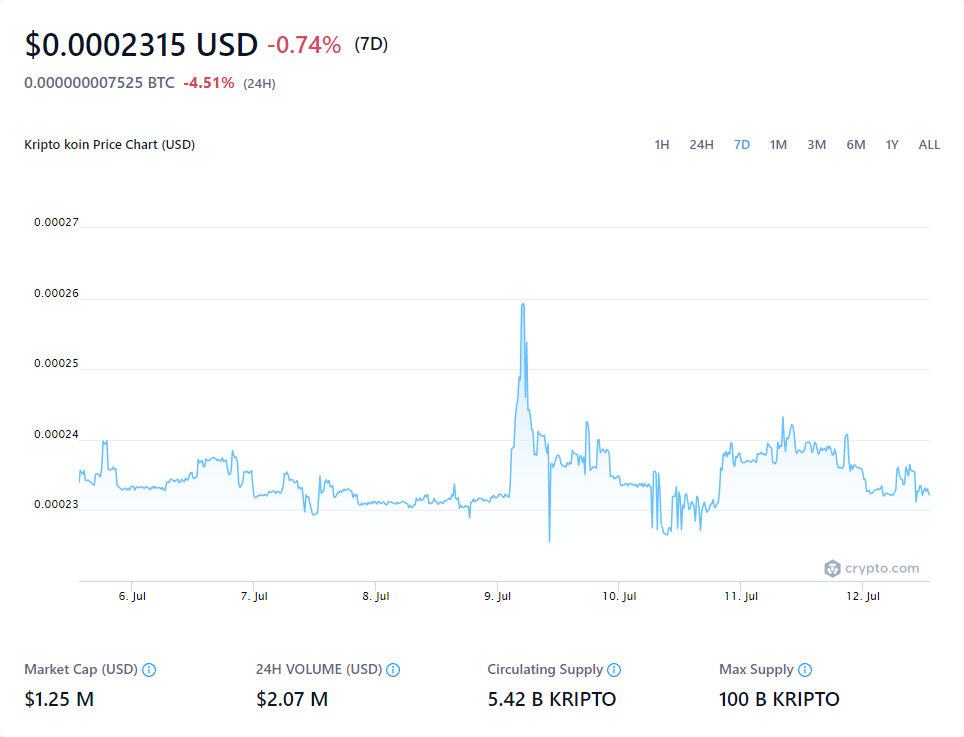 $0.0002315 USD -0.74% (7D)
0.000000007525 BTC -4.51% (24H)
Kripto koin Price Chart (USD) 1H 24H 7D 1M 3M 6M 1Y ALL
0.00027
0.00026
0.00025
0.00024
0.00023
crypto.com
6. Jul 7. Jul 8. Jul 9. Jul 10. Jul 11. Jul 12. Jul
Market Cap (USD) 24H VOLUME (USD) Circulating Supply Max Supply
$1.25 M $2.07 M 5.42 B KRIPTO 100 B KRIPTO